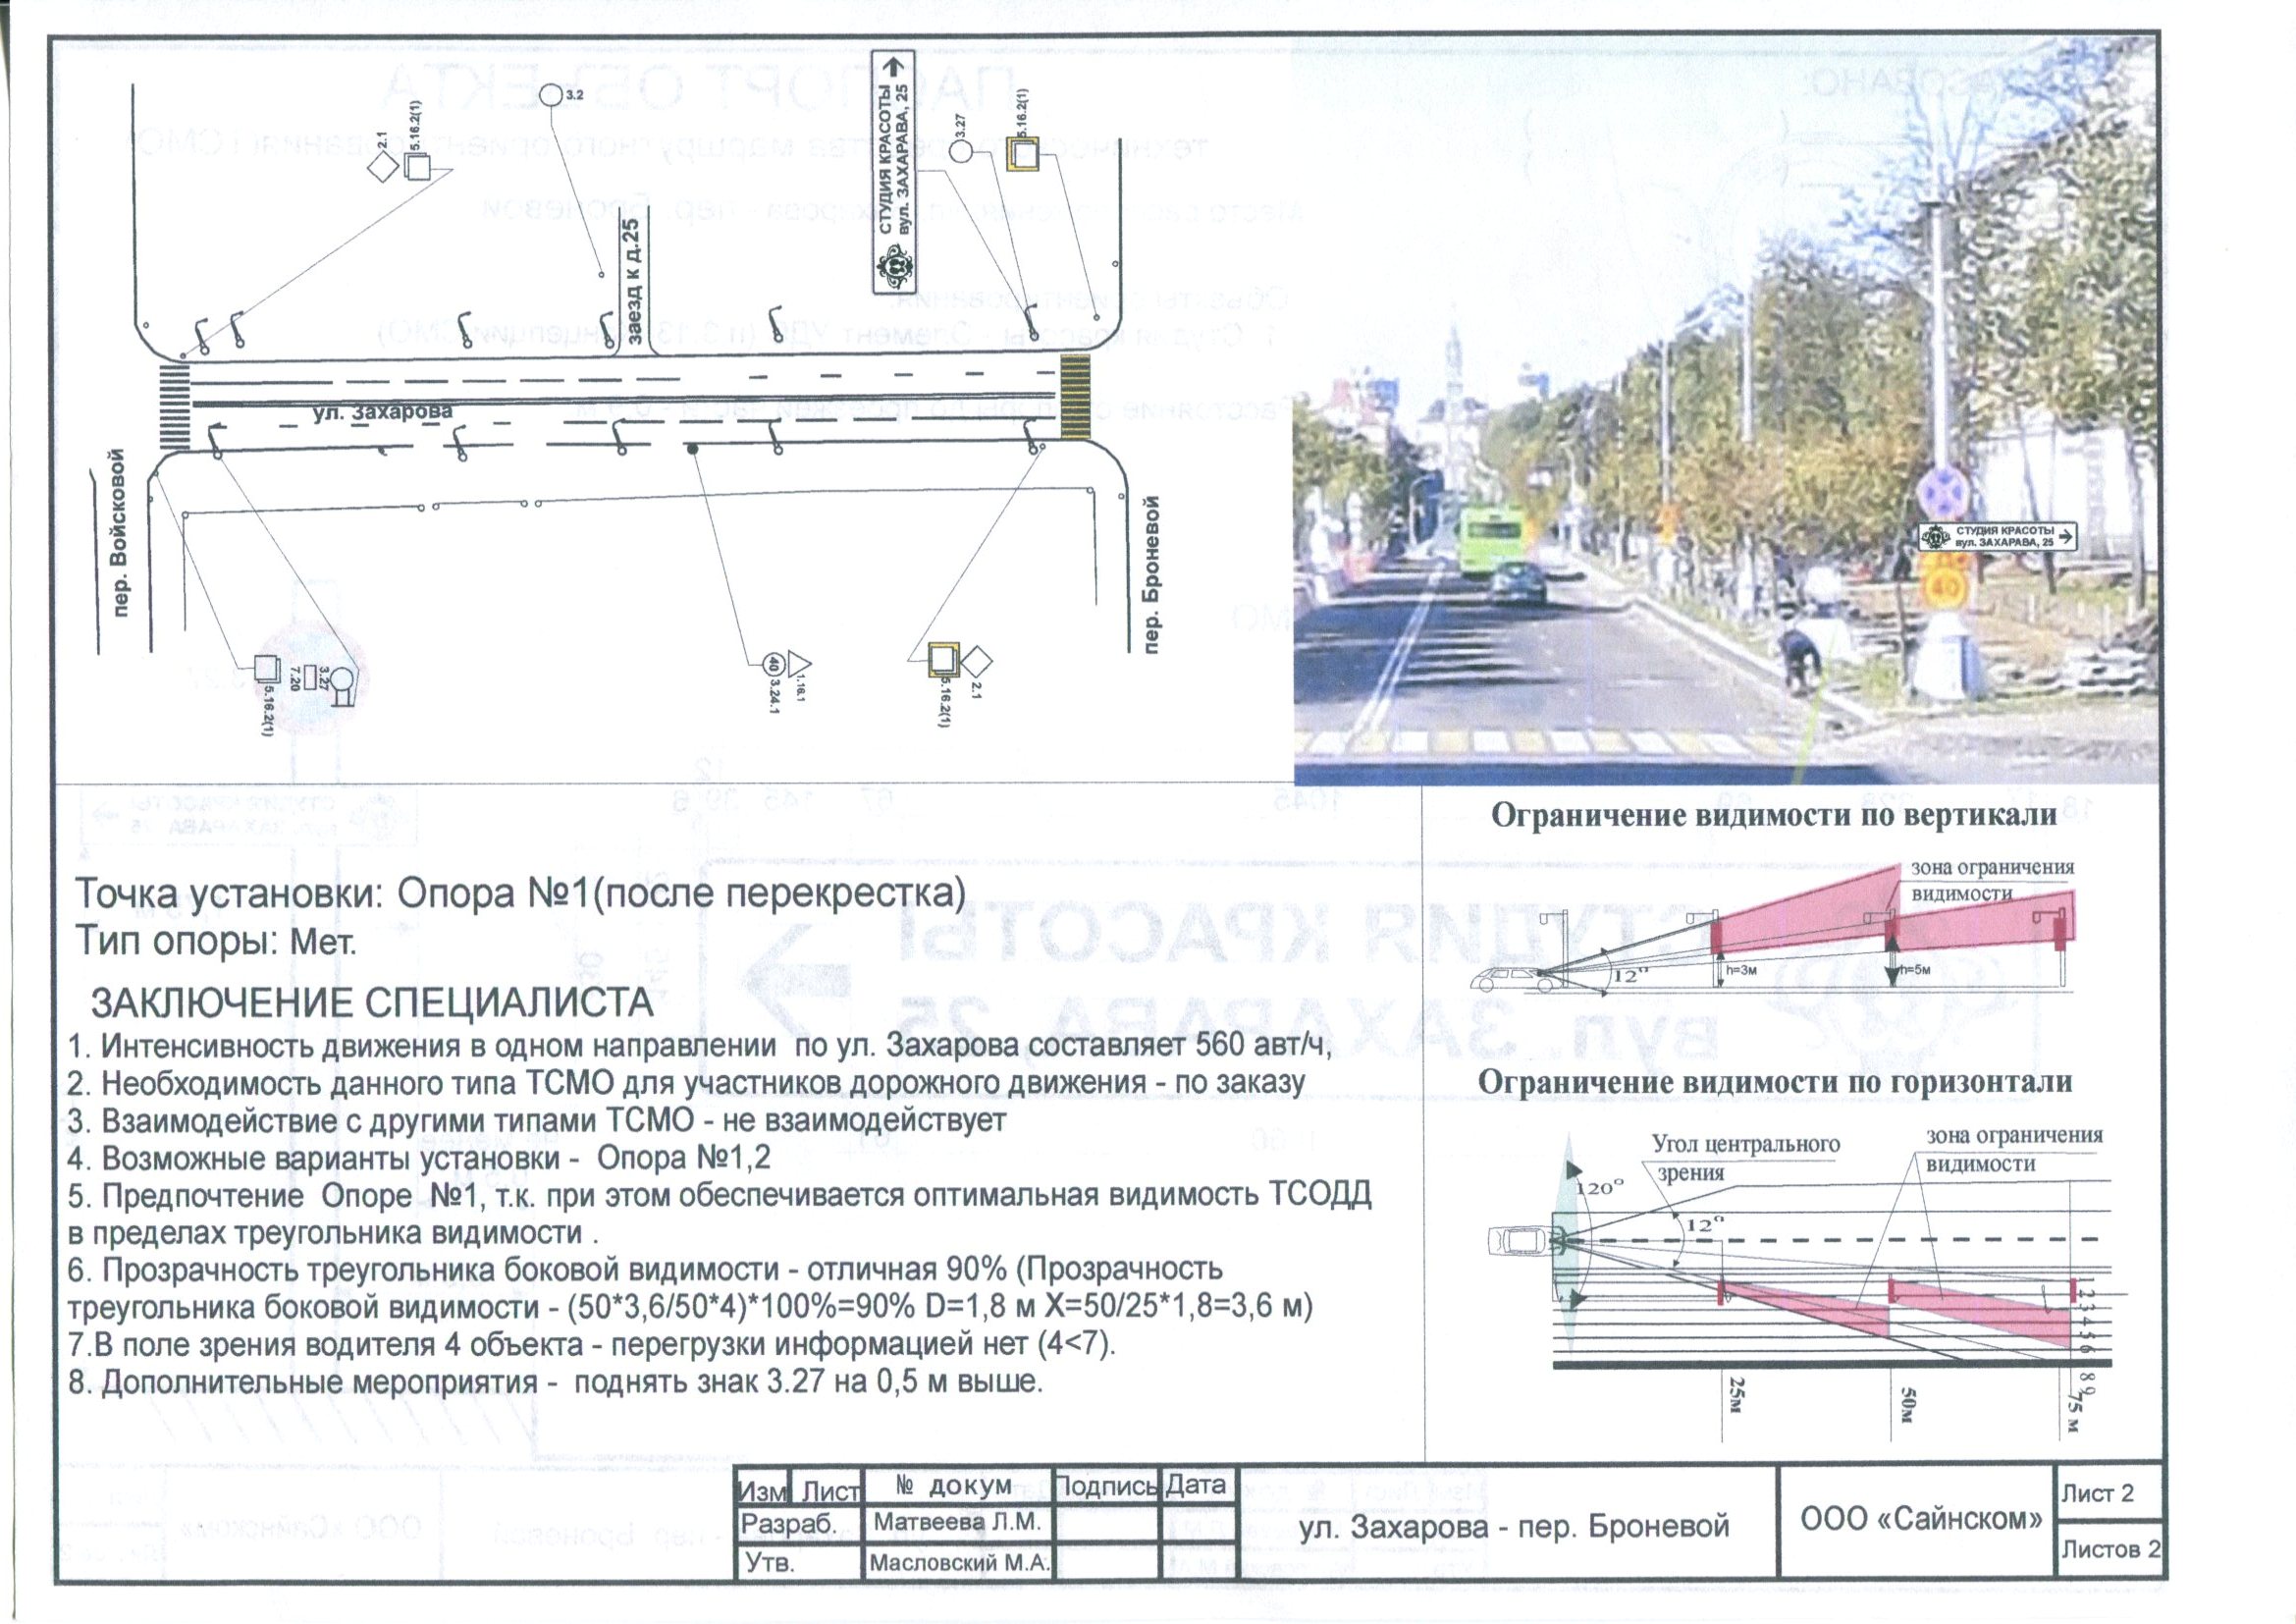 3.2
2.1
5.16.2(1)
СТУДИЯ КРАСОТЫ
вул. ЗАХАРАВА, 25
3.27
5.16.2(1)
заезд к д.25
ул. Захарова
пер. Войсковой
пер. Броневой
5.16.2(1)
7.20
3.27
40
3.24.1
1.16.1
5.16.2(1)
2.1
СТУДИЯ КРАСОТЫ
вул. ЗАХАРАВА, 25
40
Точка установки: Опора №1(после перекрестка)
Тип опоры: Мет.
ЗАКЛЮЧЕНИЕ СПЕЦИАЛИСТА
1. Интенсивность движения в одном направлении по ул. Захарова составляет 560 авт/ч,
2. Необходимость данного типа ТСМО для участников дорожного движения - по заказу
3. Взаимодействие с другими типами ТСМО - не взаимодействует
4. Возможные варианты установки - Опора №1,2
5. Предпочтение Опоре №1, т.к. при этом обеспечивается оптимальная видимость ТСОДД
в пределах треугольника видимости .
6. Прозрачность треугольника боковой видимости - отличная 90% (Прозрачность
треугольника боковой видимости - (50*3,6/50*4)*100%=90% D=1,8 м X=50/25*1,8=3,6 м)
7.В поле зрения водителя 4 объекта - перегрузки информацией нет (4<7).
8. Дополнительные мероприятия - поднять знак 3.27 на 0,5 м выше.
Ограничение видимости по вертикали
зона ограничения
видимости
12°
h=3м
h=5м
Ограничение видимости по горизонтали
Угол центрального
зрения
зона ограничения
видимости
120°
12°
1
2
3
4
5
6
8
9
25м
50м
75 м
Изм Лист № докум Подпись Дата
Разраб. Матвеева Л.М.
Утв. Масловский М.А.
ул. Захарова - пер. Броневой
ООО «Сайнском»
Лист 2
Листов 2